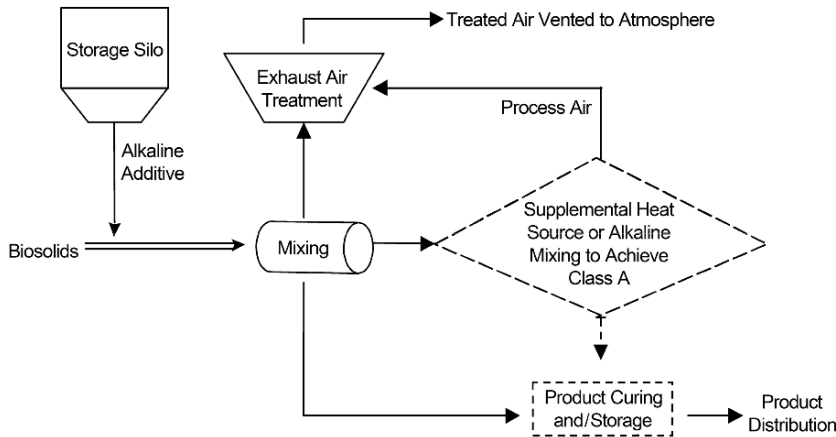 Storage Silo
Treated Air Vented to Atmosphere
Exhaust Air
Treatment
Process Air
Alkaline
Additive
Biosolids
Mixing
Supplemental Heat
Source or Alkaline
Mixing to Achieve
Class A
Product Curing
and/Storage
Product
Distribution